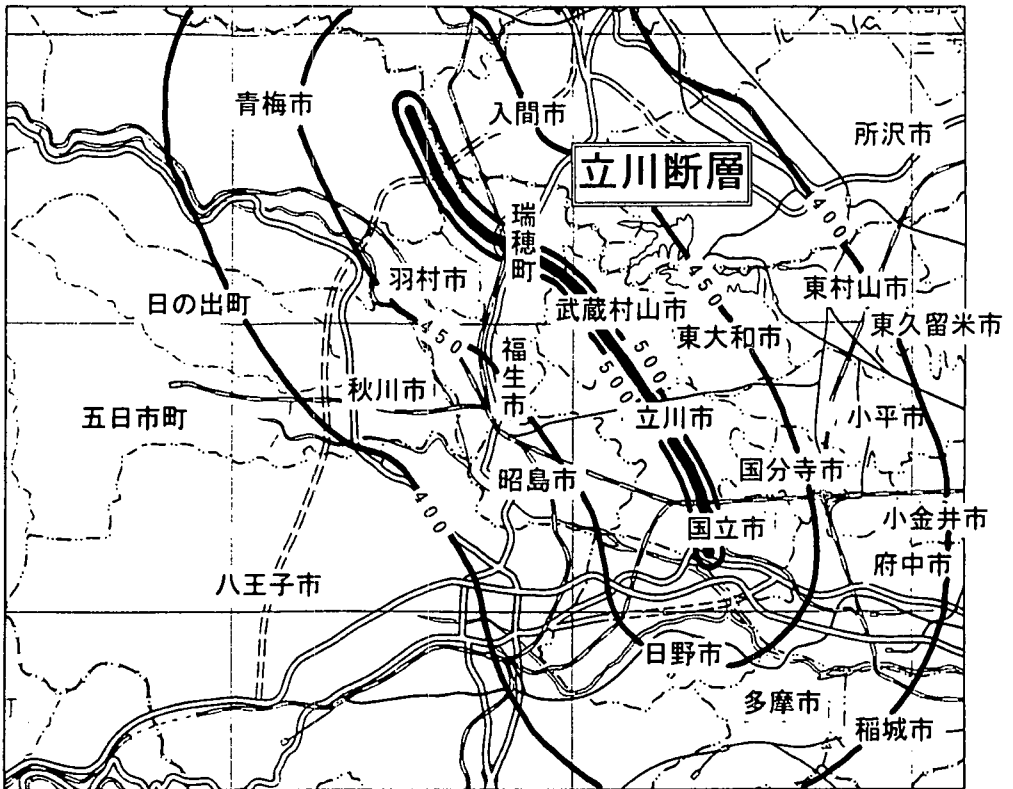 青梅市
入間市
所沢市
立川断層
瑞穂町
400
450
羽村市
日の出町
武蔵村山市
東村山市
東大和市
東久留米市
450
500
500
福生市
秋川市
五日市町
立川市
小平市
国分寺市
昭島市
400
国立市
小金井市
府中市
八王子市
日野市
多摩市
稲城市